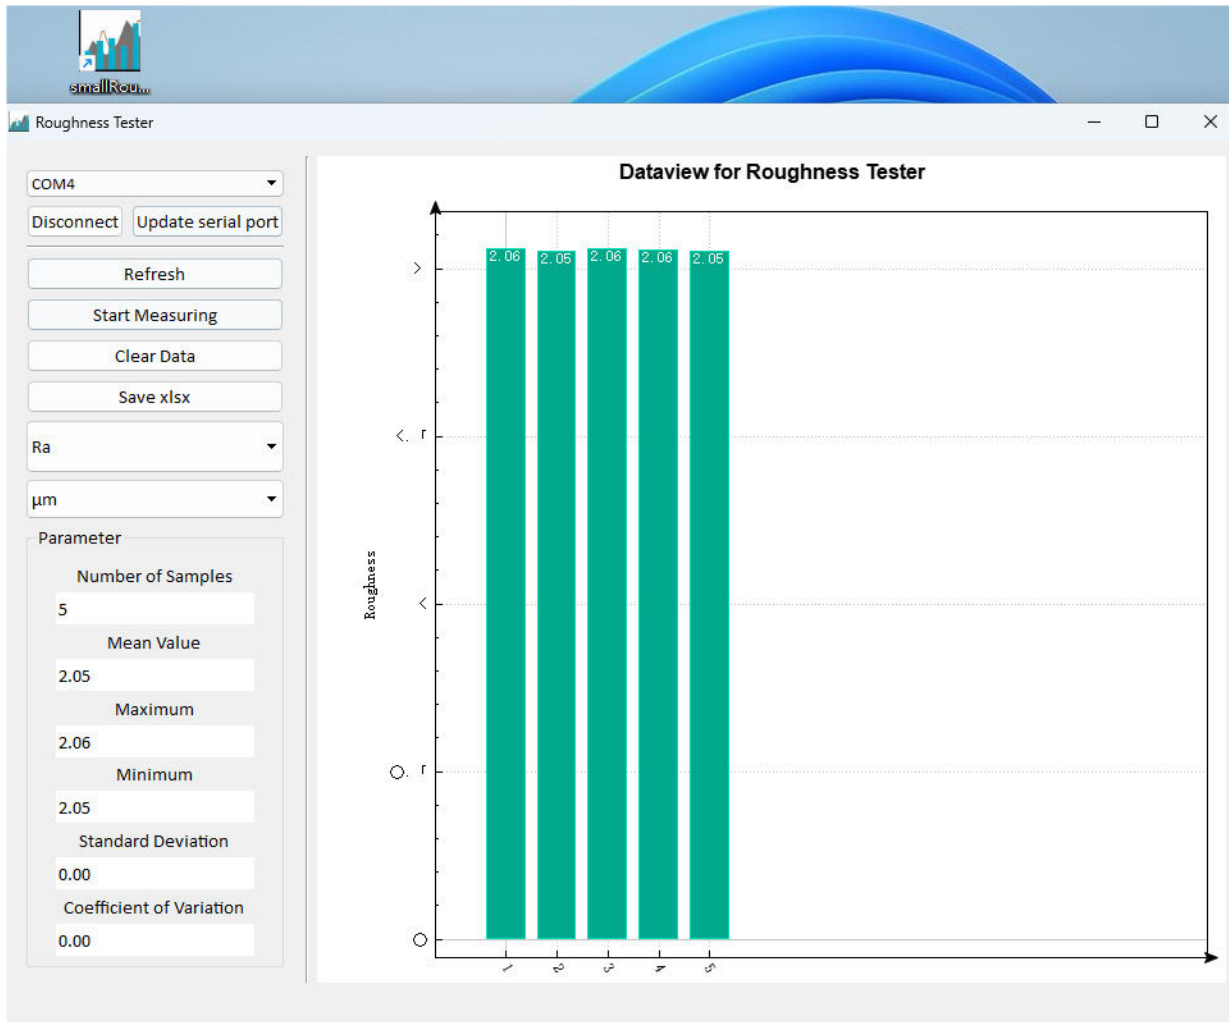 smallRou...
Roughness Tester
COM4
Disconnect
Update serial port
Refresh
Start Measuring
Clear Data
Save xlsx
Ra
μm
Parameter
Number of Samples
5
Mean Value
2.05
Maximum
2.06
Minimum
2.05
Standard Deviation
0.00
Coefficient of Variation
0.00
Dataview for Roughness Tester
2.06
2.05
2.06
2.06
2.05
Roughness
1
2
3
4
5